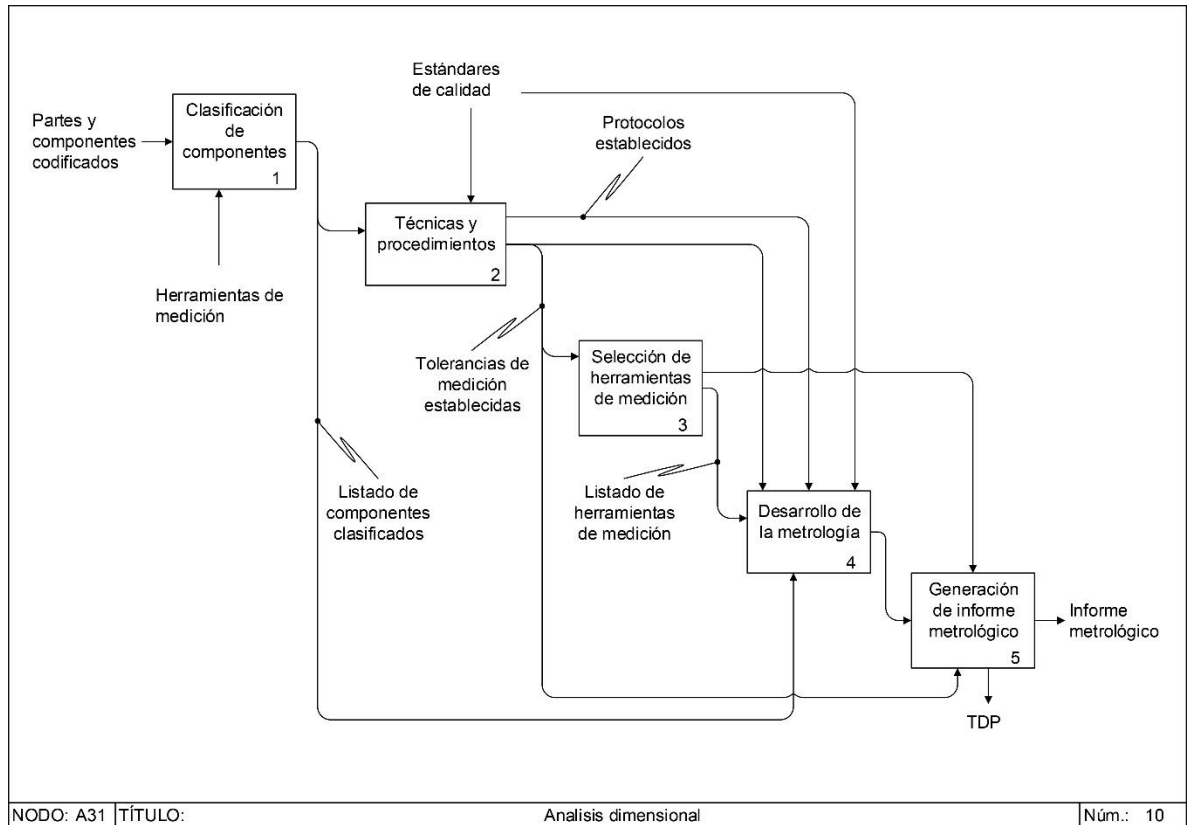 Estándares
de calidad
Partes y
componentes
codificados
Clasificación
de
componentes
1
Protocolos
establecidos
Técnicas y
procedimientos
2
Herramientas de
medición
Tolerancias de
medición
establecidas
Selección de
herramientas
de medición
3
Listado de
componentes
clasificados
Listado de
herramientas
de medición
Desarrollo de
la metrología
4
Generación
de informe
metrológico
5
Informe
metrológico
TDP
NODO: A31 TÍTULO: Analisis dimensional Núm.: 10